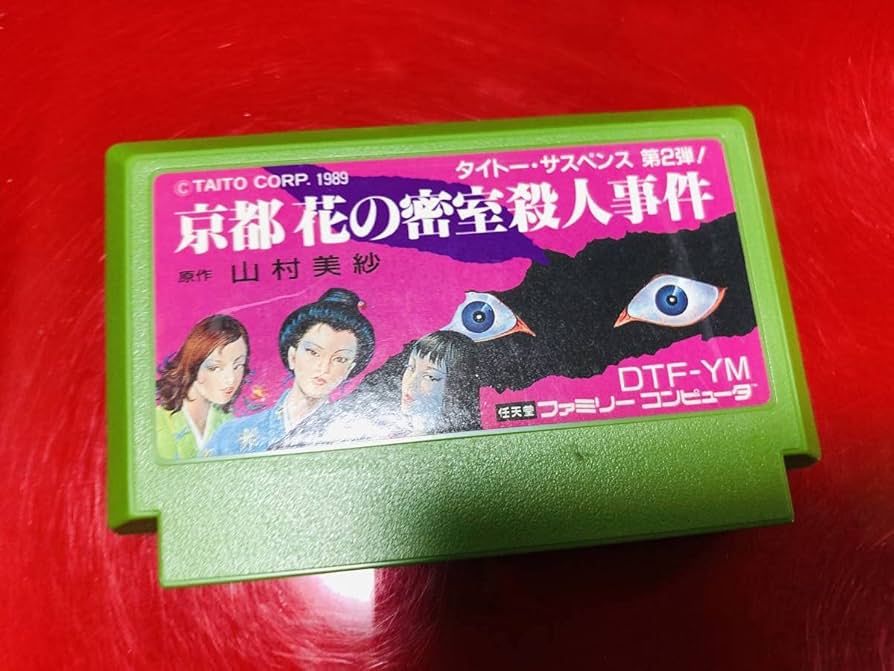 タイトー・サスペンス 第2弾!
©TAITO CORP. 1989
京都 花の密室殺人事件
原作 山村美紗
DTF-YM
任天堂 ファミリー コンピュータ™